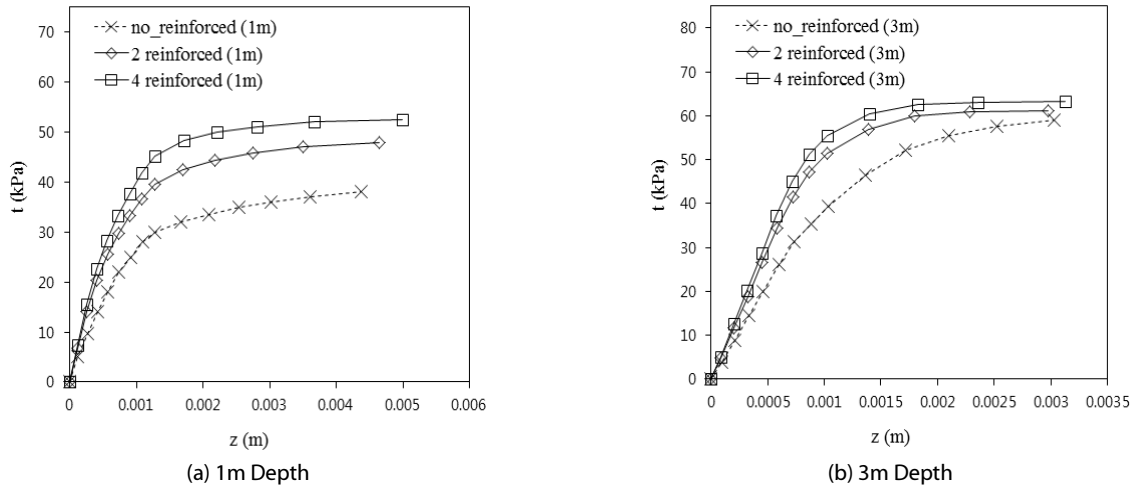 70
60
50
40
30
20
10
0
no_reinforced (1m)
2 reinforced (1m)
4 reinforced (1m)
t (kPa)
0 0.001 0.002 0.003 0.004 0.005 0.006
z (m)
(a) 1m Depth
80
70
60
50
40
30
20
10
0
no_reinforced (3m)
2 reinforced (3m)
4 reinforced (3m)
t (kPa)
0 0.0005 0.001 0.0015 0.002 0.0025 0.003 0.0035
z (m)
(b) 3m Depth